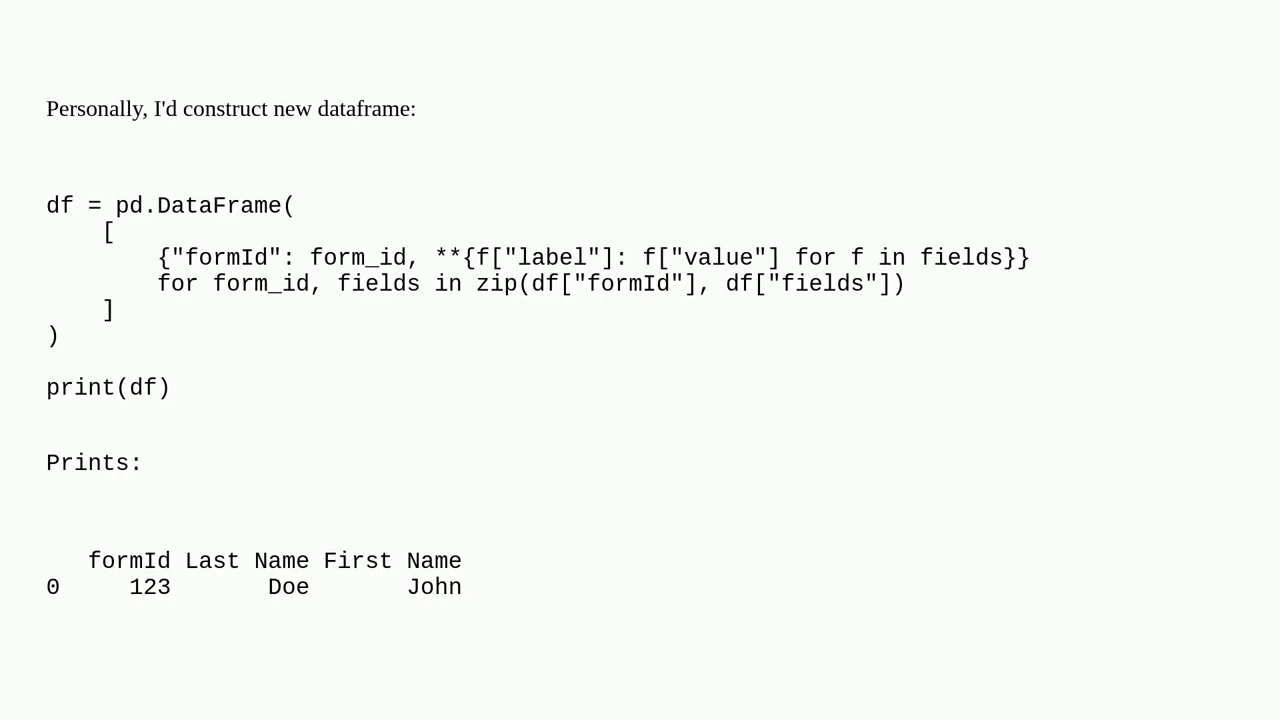 Personally, I'd construct new dataframe:
df = pd.DataFrame(
    [
        {"formId": form_id, **{f["label"]: f["value"] for f in fields}}
        for form_id, fields in zip(df["formId"], df["fields"])
    ]
)
print(df)
Prints:
   formId Last Name First Name
0     123       Doe       John